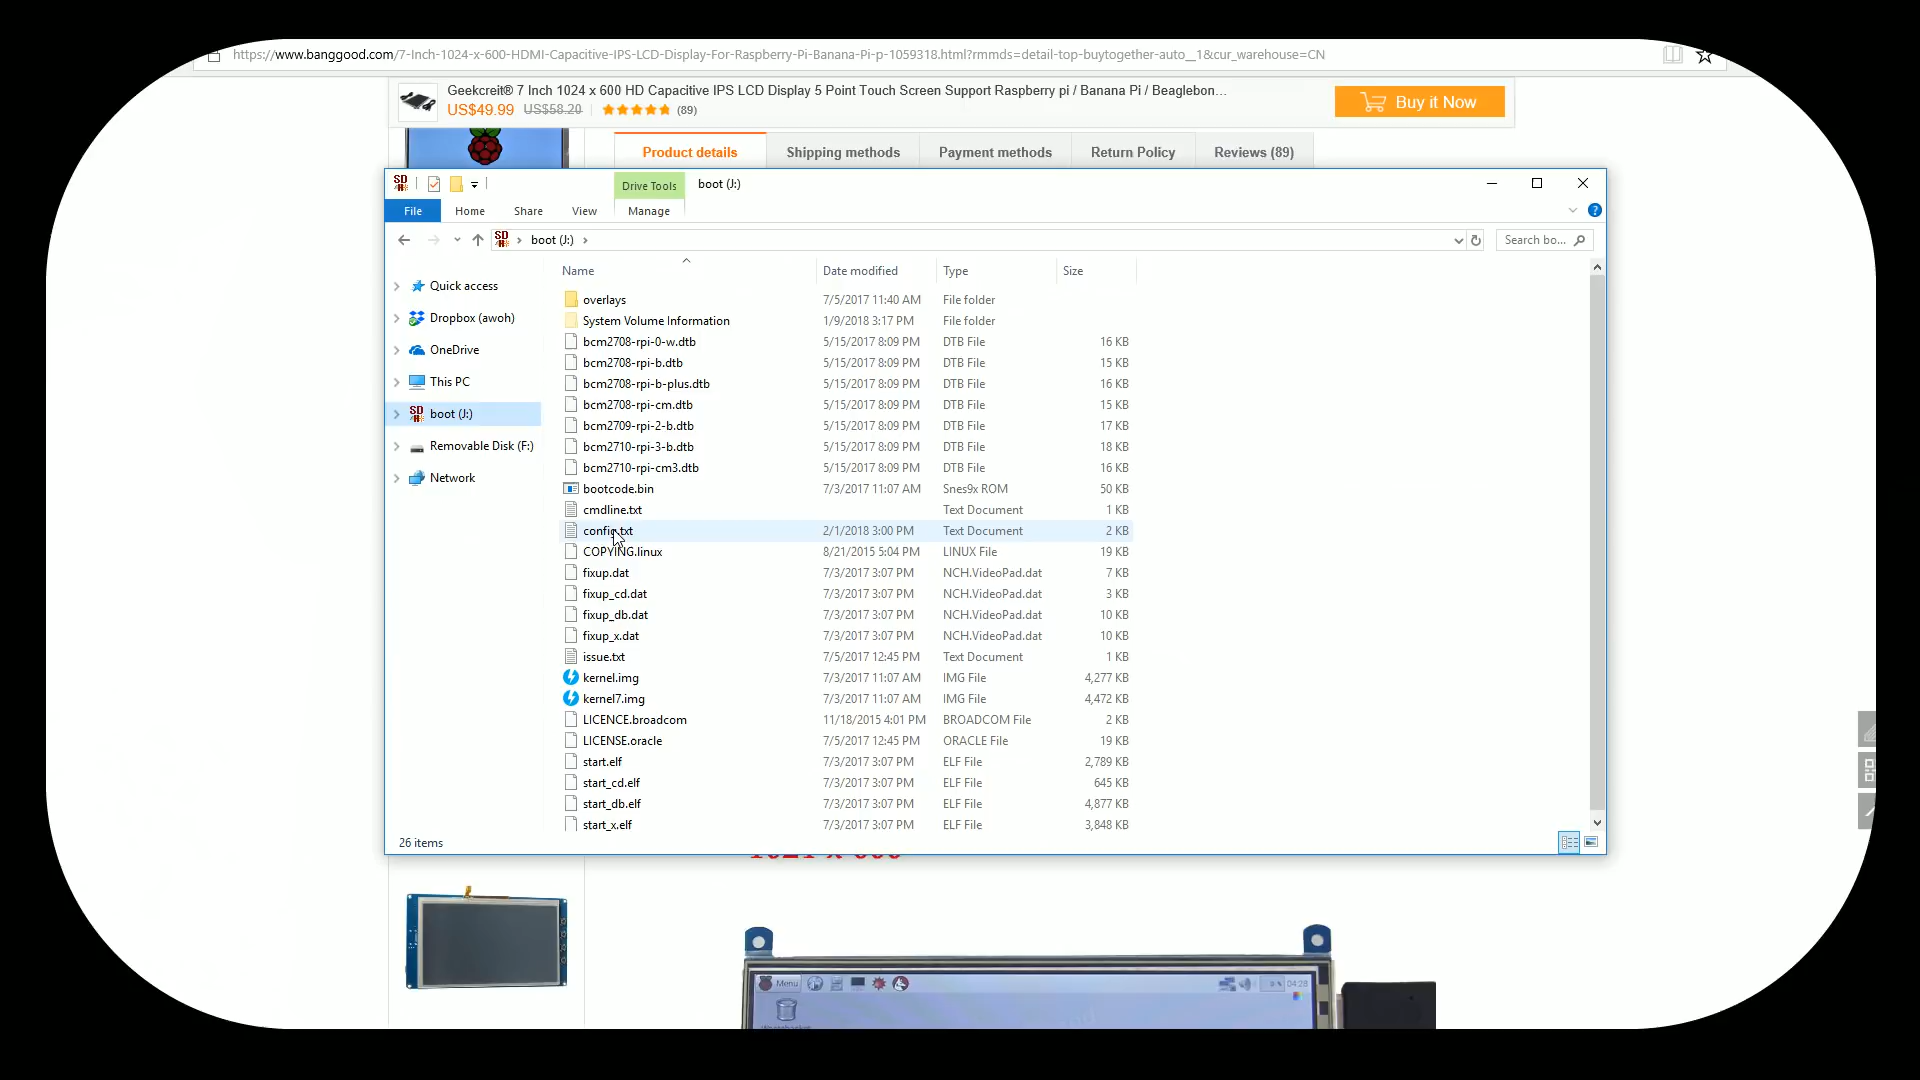 https://www.banggood.com/7-Inch-1024-x-600-HDMI-Capacitive-IPS-LCD-Display-For-Raspberry-Pi-Banana-Pi-p-1059318.html?rmmds=detail-top-buytogether-auto__1&cur_warehouse=CN
Geekcreit® 7 Inch 1024 x 600 HD Capacitive IPS LCD Display 5 Point Touch Screen Support Raspberry pi / Banana Pi / Beaglebon...
US$49.99 US$58.20 (89)
Buy it Now
Product details Shipping methods Payment methods Return Policy Reviews (89)
Drive Tools boot (J:)
File Home Share View Manage
boot (J:) Search bo...
Name Date modified Type Size
Quick access
Dropbox (awoh)
OneDrive
This PC
boot (J:)
Removable Disk (F:)
Network
overlays 7/5/2017 11:40 AM File folder
System Volume Information 1/9/2018 3:17 PM File folder
bcm2708-rpi-0-w.dtb 5/15/2017 8:09 PM DTB File 16 KB
bcm2708-rpi-b.dtb 5/15/2017 8:09 PM DTB File 15 KB
bcm2708-rpi-b-plus.dtb 5/15/2017 8:09 PM DTB File 16 KB
bcm2708-rpi-cm.dtb 5/15/2017 8:09 PM DTB File 15 KB
bcm2709-rpi-2-b.dtb 5/15/2017 8:09 PM DTB File 17 KB
bcm2710-rpi-3-b.dtb 5/15/2017 8:09 PM DTB File 18 KB
bcm2710-rpi-cm3.dtb 5/15/2017 8:09 PM DTB File 16 KB
bootcode.bin 7/3/2017 11:07 AM Snes9x ROM 50 KB
cmdline.txt Text Document 1 KB
config.txt 2/1/2018 3:00 PM Text Document 2 KB
COPYING.linux 8/21/2015 5:04 PM LINUX File 19 KB
fixup.dat 7/3/2017 3:07 PM NCH.VideoPad.dat 7 KB
fixup_cd.dat 7/3/2017 3:07 PM NCH.VideoPad.dat 3 KB
fixup_db.dat 7/3/2017 3:07 PM NCH.VideoPad.dat 10 KB
fixup_x.dat 7/3/2017 3:07 PM NCH.VideoPad.dat 10 KB
issue.txt 7/5/2017 12:45 PM Text Document 1 KB
kernel.img 7/3/2017 11:07 AM IMG File 4,277 KB
kernel7.img 7/3/2017 11:07 AM IMG File 4,472 KB
LICENCE.broadcom 11/18/2015 4:01 PM BROADCOM File 2 KB
LICENSE.oracle 7/5/2017 12:45 PM ORACLE File 19 KB
start.elf 7/3/2017 3:07 PM ELF File 2,789 KB
start_cd.elf 7/3/2017 3:07 PM ELF File 645 KB
start_db.elf 7/3/2017 3:07 PM ELF File 4,877 KB
start_x.elf 7/3/2017 3:07 PM ELF File 3,848 KB
26 items
Menu 04:28